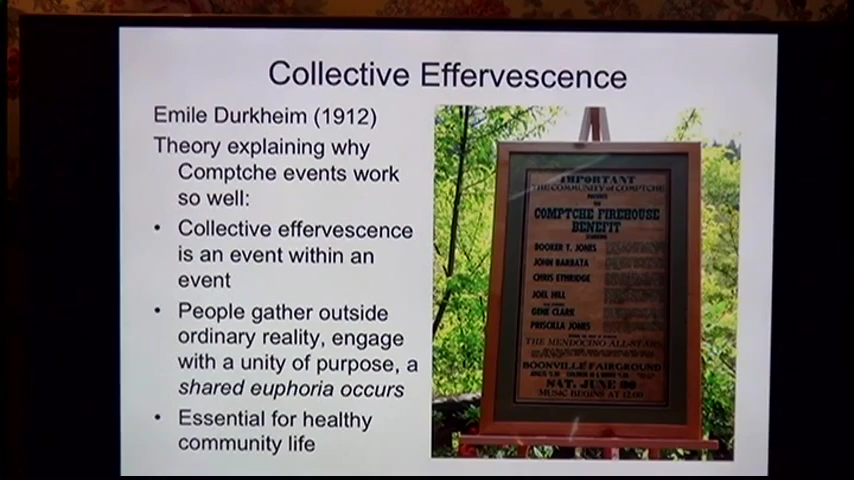 Collective Effervescence
Emile Durkheim (1912)
Theory explaining why
Comptche events work
so well:
• Collective effervescence
is an event within an
event
• People gather outside
ordinary reality, engage
with a unity of purpose, a
shared euphoria occurs
• Essential for healthy
community life
IMPORTANT
THE COMMUNITY of COMPTCHE
COMPTCHE FIREHOUSE
BENEFIT
BOOKER T. JONES
JOHN BARBATA
CHRIS ETHRIDGE
JOEL HILL
GENE CLARK
PRISCILLA JONES
THE MENDOCINO ALLSTARS
BOONVILLE FAIRGROUND
SAT. JUNE
MUSIC BEGINS AT 12:00